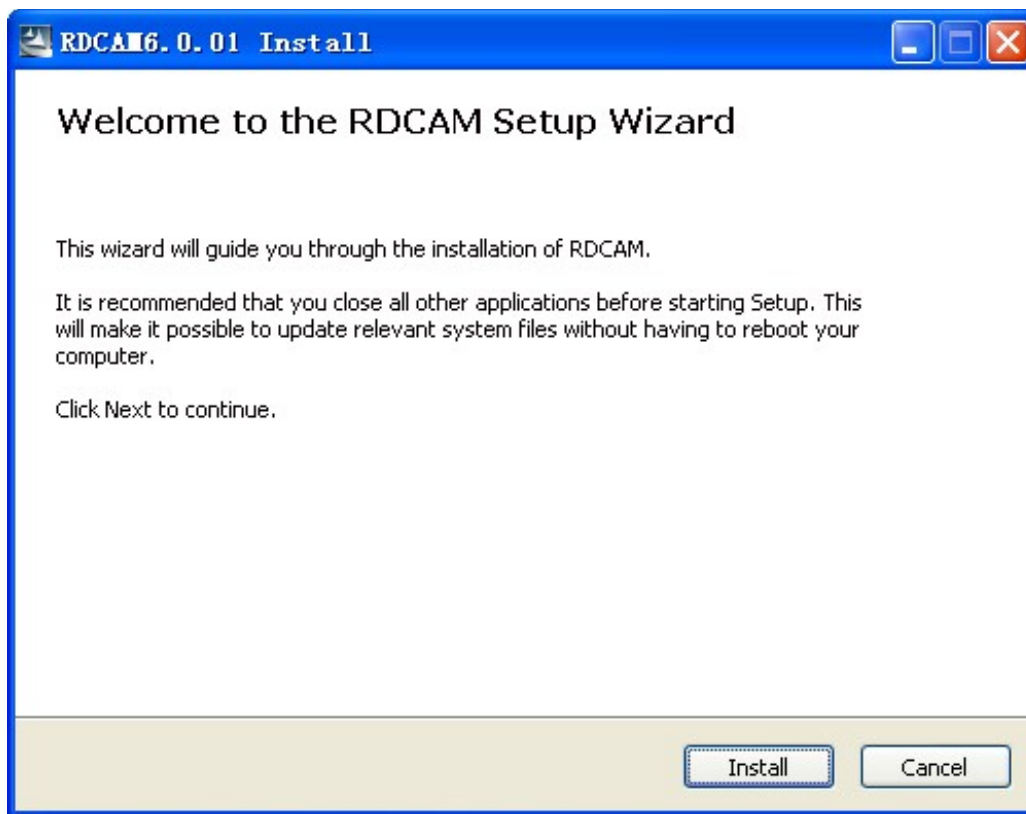 RDCAM6.0.01 Install
Welcome to the RDCAM Setup Wizard
This wizard will guide you through the installation of RDCAM.
It is recommended that you close all other applications before starting Setup. This
will make it possible to update relevant system files without having to reboot your
computer.
Click Next to continue.
Install
Cancel